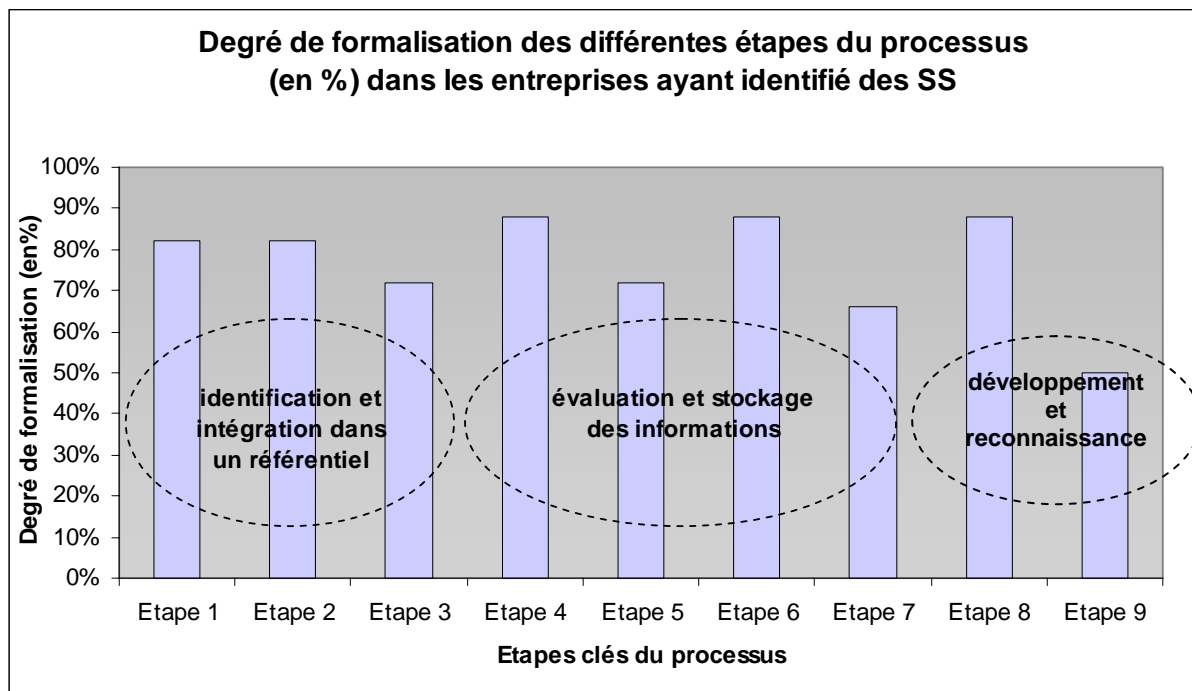 Degré de formalisation des différentes étapes du processus
(en %) dans les entreprises ayant identifié des SS
Degré de formalisation (en%)
100%
90%
80%
70%
60%
50%
40%
30%
20%
10%
0%
identification et
intégration dans
un référentiel
évaluation et stockage
des informations
développement
et
reconnaissance
Etape 1 Etape 2 Etape 3 Etape 4 Etape 5 Etape 6 Etape 7 Etape 8 Etape 9
Etapes clés du processus